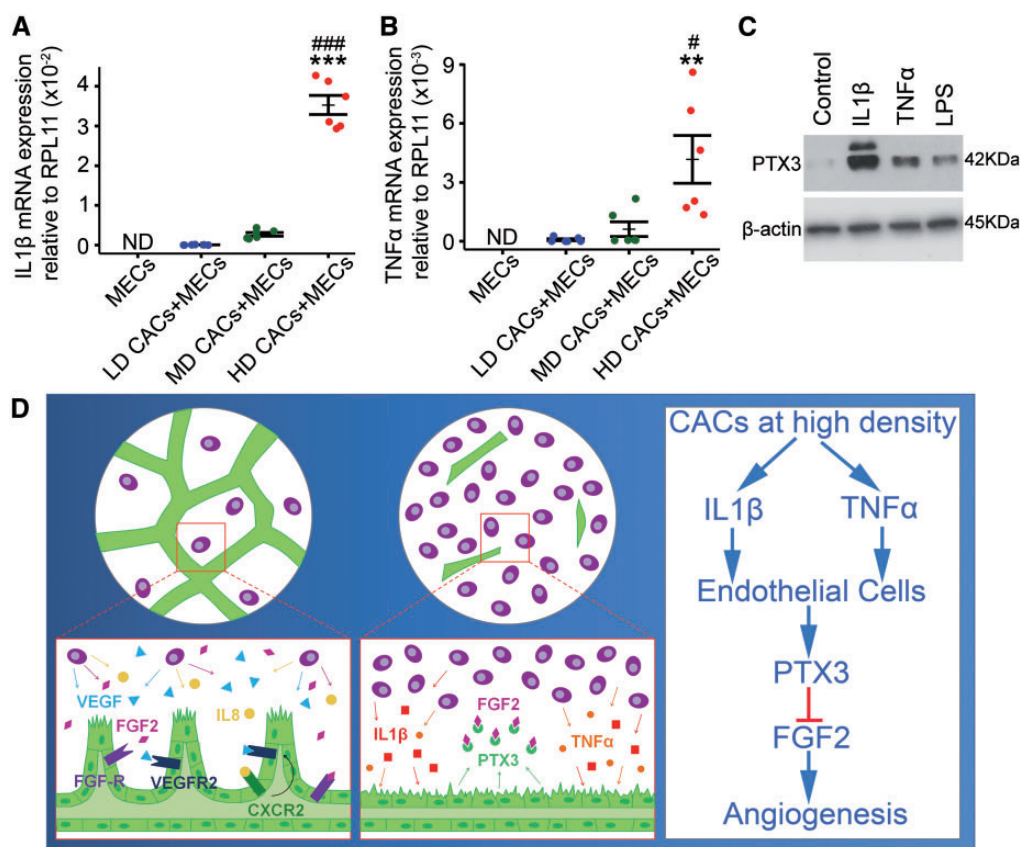 A
IL1β mRNA expression
relative to RPL11 (x10-2)
4
3
2
1
0
###
***
ND
MECs
LD CACs+MECs
MD CACs+MECs
HD CACs+MECs
B
TNFα mRNA expression
relative to RPL11 (x10-3)
9
6
3
0
#
**
ND
MECs
LD CACs+MECs
MD CACs+MECs
HD CACs+MECs
C
Control
IL1β
TNFα
LPS
PTX3
42KDa
β-actin
45KDa
D
VEGF
FGF2
IL8
FGF-R
VEGFR2
CXCR2
IL1β
FGF2
TNFα
PTX3
CACs at high density
IL1β
TNFα
Endothelial Cells
PTX3
FGF2
Angiogenesis